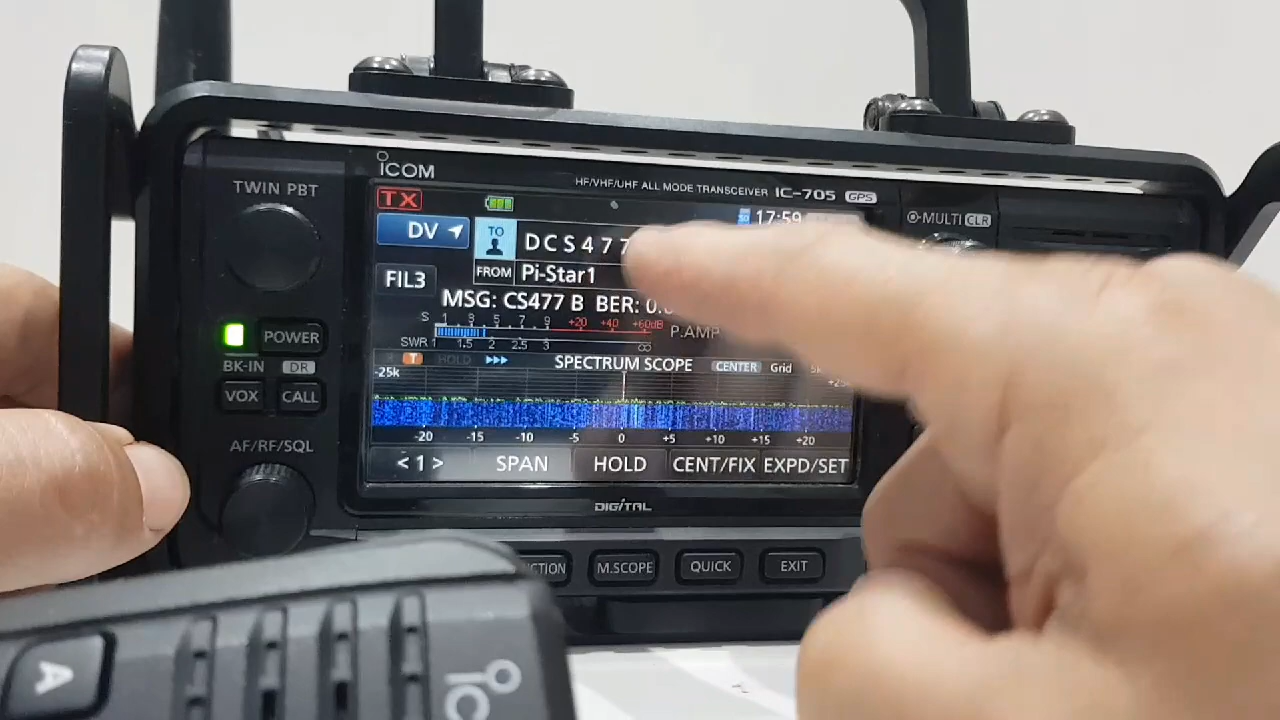 TWIN PBT
ICOM
HF/VHF/UHF ALL MODE TRANSCEIVER IC-705 GPS
MULTI CLR
TX
17:59
DV
TO
DCS477
FROM Pi-Star1
FIL3
MSG: CS477 B BER: 0.
S 1 3 5 7 9 +20 +40 +60dB
P.AMP
SWR 1 1.5 2 2.5 3 ∞
POWER
BK-IN DR
VOX CALL
T HOLD SPECTRUM SCOPE CENTER Grid
-25k
-20 -15 -10 -5 0 +5 +10 +15 +20
AF/RF/SQL
<1> SPAN HOLD CENT/FIX EXPD/SET
DIGITAL
M.SCOPE QUICK EXIT
A